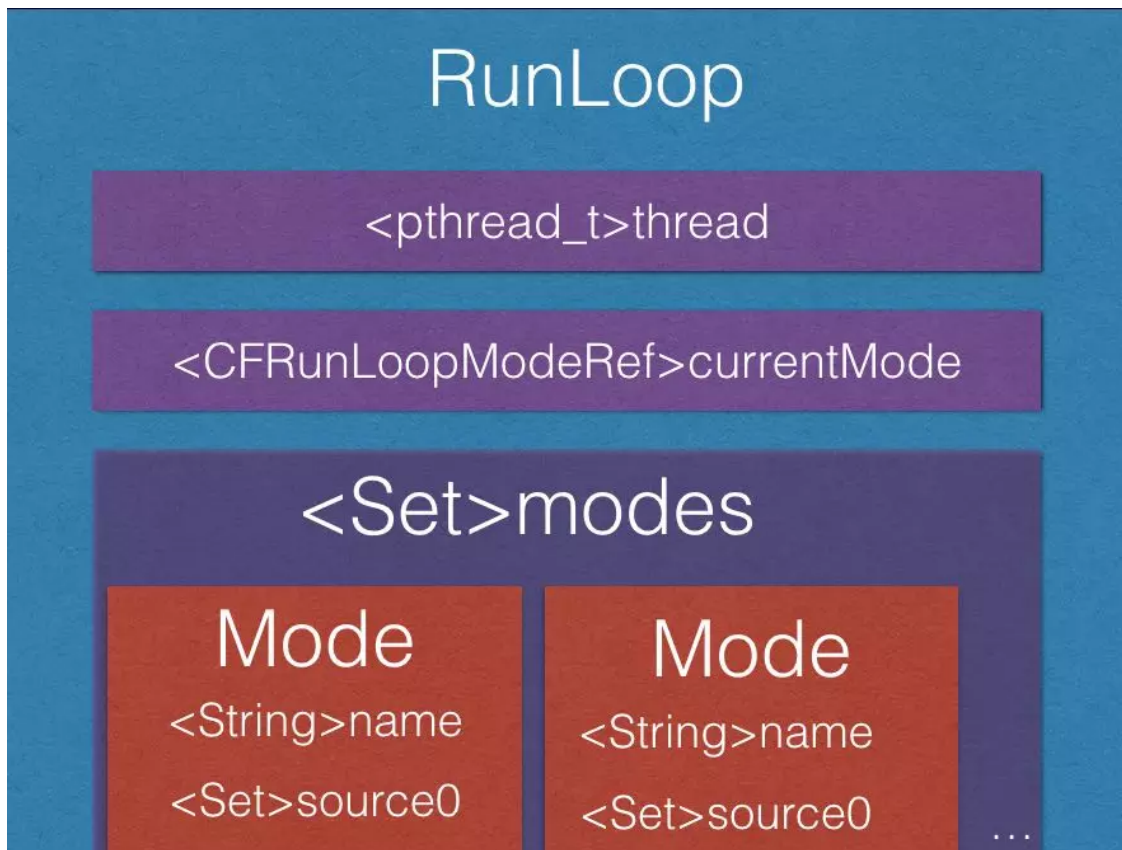 RunLoop
<pthread_t>thread
<CFRunLoopModeRef>currentMode
<Set>modes
Mode
<String>name
<Set>source0
Mode
<String>name
<Set>source0
...